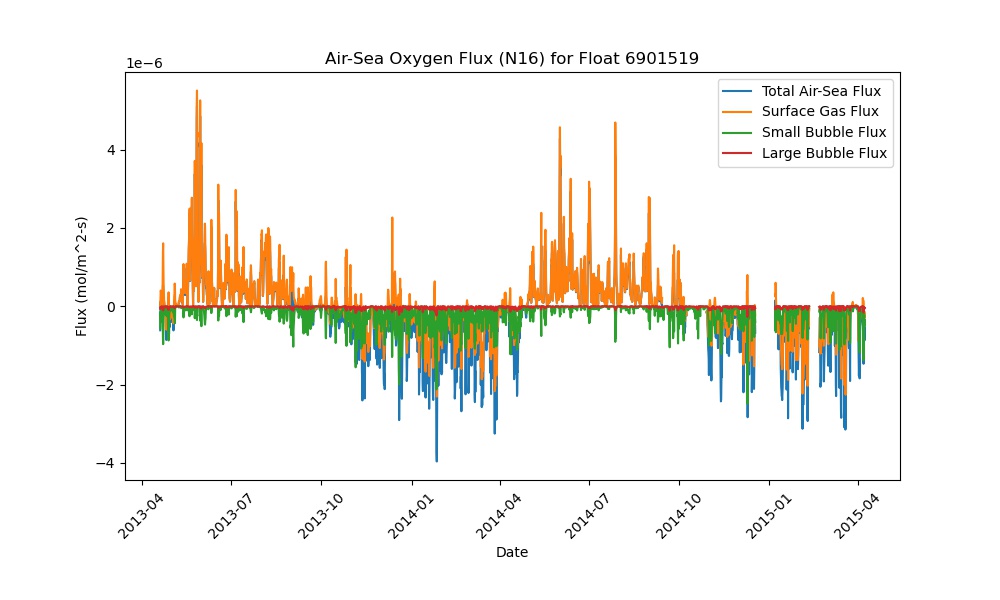 Air-Sea Oxygen Flux (N16) for Float 6901519
1e−6
Total Air-Sea Flux
Surface Gas Flux
Small Bubble Flux
Large Bubble Flux
4
2
0
−2
−4
Flux (mol/m^2-s)
2013-04
2013-07
2013-10
2014-01
2014-04
2014-07
2014-10
2015-01
2015-04
Date